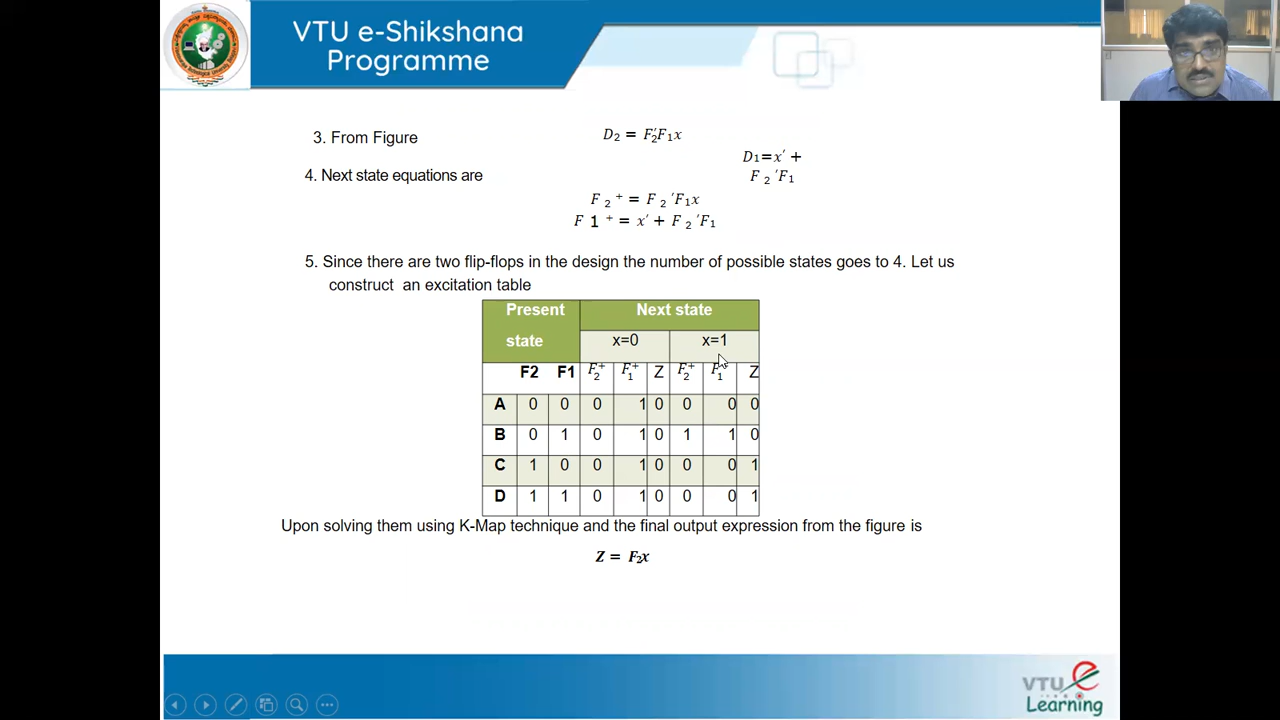 VTU e-Shikshana
Programme
3. From Figure
D₂ = F₂′F₁x
D₁=x′ +
F ₂ ′F₁
4. Next state equations are
F ₂ ⁺ = F ₂ ′F₁x
F 1 ⁺ = x′ + F ₂ ′F₁
5. Since there are two flip-flops in the design the number of possible states goes to 4. Let us
construct an excitation table
Present state Next state
x=0 x=1
F2 F1 F₂⁺ F₁⁺ Z F₂⁺ F₁⁺ Z
A 0 0 0 1 0 0 0 0
B 0 1 0 1 0 1 1 0
C 1 0 0 1 0 0 0 1
D 1 1 0 1 0 0 0 1
Upon solving them using K-Map technique and the final output expression from the figure is
Z = F₂x
VTU e
Learning